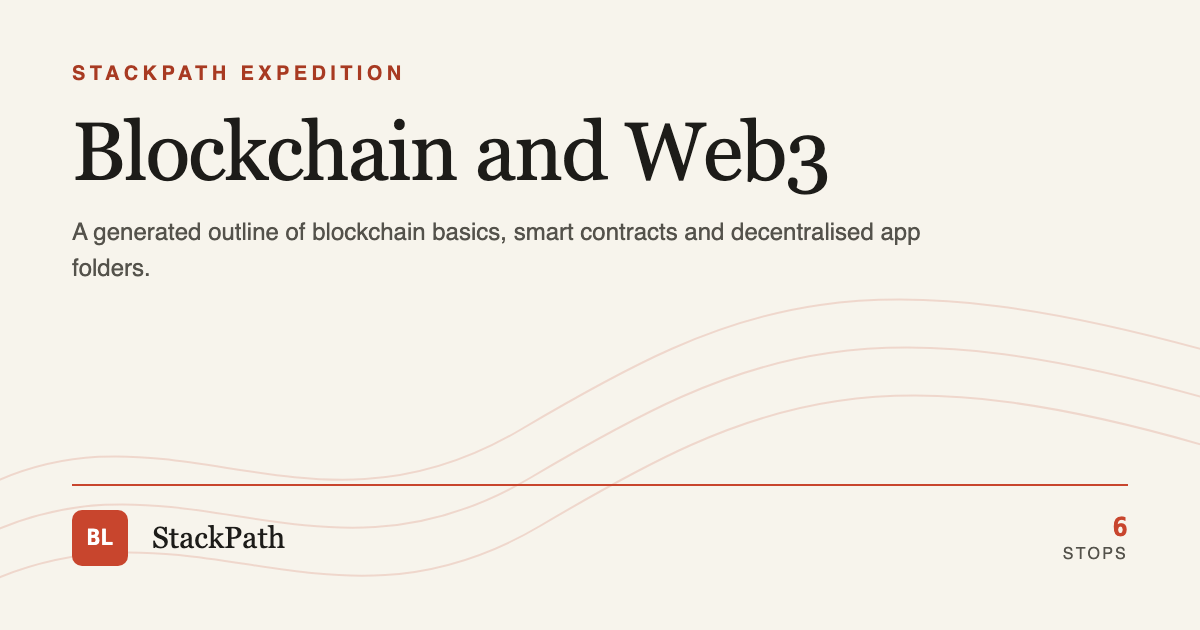 STACKPATH EXPEDITION
Blockchain and Web3
A generated outline of blockchain basics, smart contracts and decentralised app
folders.
BL
StackPath
6
STOPS